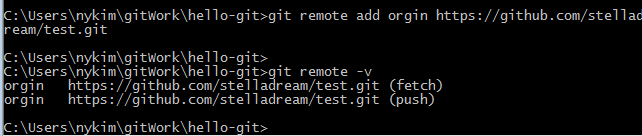 C:\Users\nykim\gitWork\hello-git>git remote add orgin https://github.com/stellad
ream/test.git
C:\Users\nykim\gitWork\hello-git>
C:\Users\nykim\gitWork\hello-git>git remote -v
orgin   https://github.com/stelladream/test.git (fetch)
orgin   https://github.com/stelladream/test.git (push)
C:\Users\nykim\gitWork\hello-git>